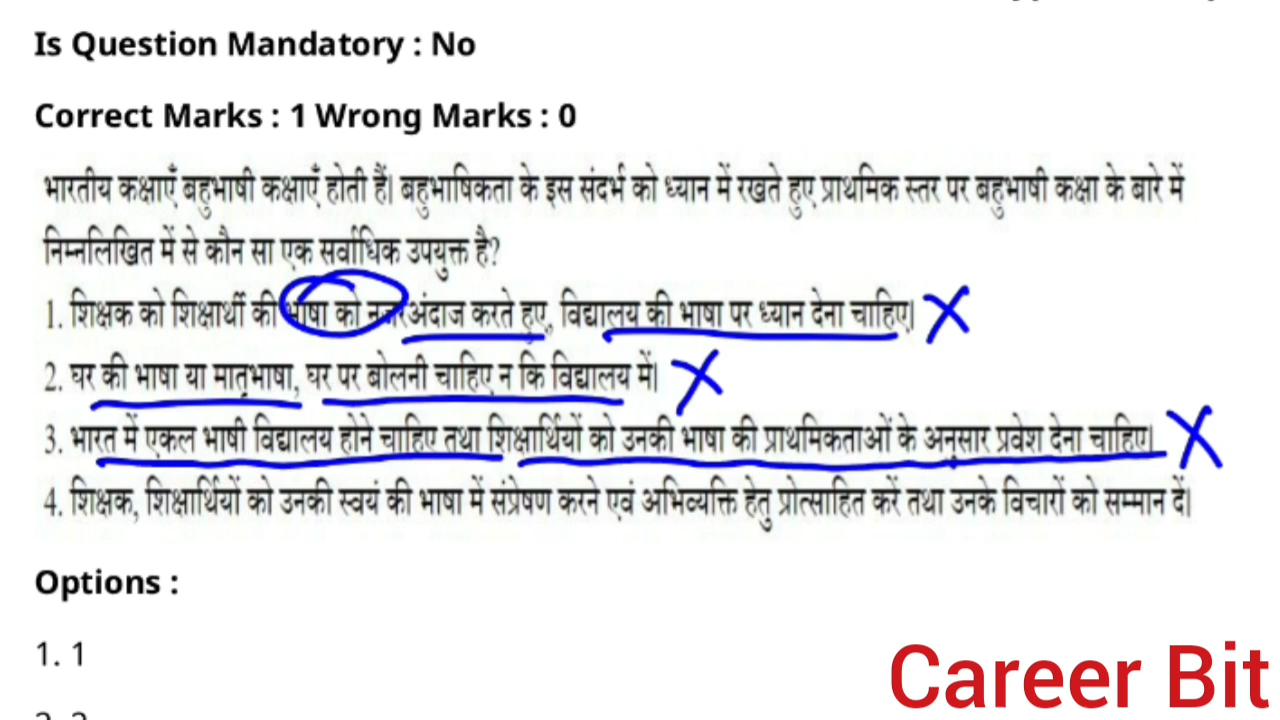 Is Question Mandatory : No
Correct Marks : 1 Wrong Marks : 0
भारतीय कक्षाएँ बहुभाषी कक्षाएँ होती हैं। बहुभाषिकता के इस संदर्भ को ध्यान में रखते हुए प्राथमिक स्तर पर बहुभाषी कक्षा के बारे में
निम्नलिखित में से कौन सा एक सर्वाधिक उपयुक्त है?
1. शिक्षक को शिक्षार्थी की भाषा को नजरअंदाज करते हुए, विद्यालय की भाषा पर ध्यान देना चाहिए।
2. घर की भाषा या मातृभाषा, घर पर बोलनी चाहिए न कि विद्यालय में।
3. भारत में एकल भाषी विद्यालय होने चाहिए तथा शिक्षार्थियों को उनकी भाषा की प्राथमिकताओं के अनुसार प्रवेश देना चाहिए।
4. शिक्षक, शिक्षार्थियों को उनकी स्वयं की भाषा में संप्रेषण करने एवं अभिव्यक्ति हेतु प्रोत्साहित करें तथा उनके विचारों को सम्मान दें।
Options :
1. 1
Career Bit